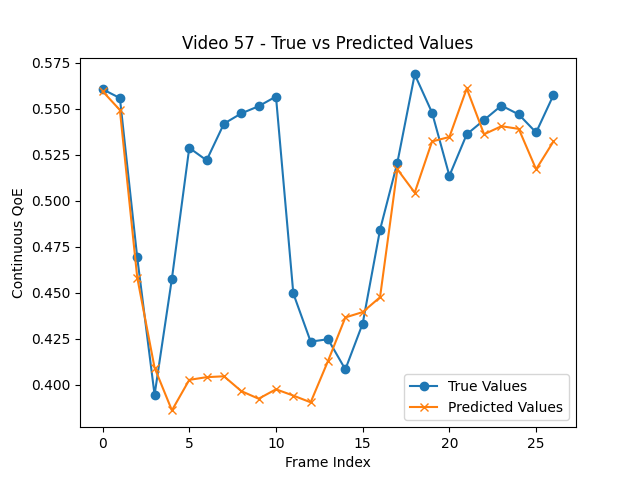 Video 57 - True vs Predicted Values
Continuous QoE
0.575
0.550
0.525
0.500
0.475
0.450
0.425
0.400
0
5
10
15
20
25
Frame Index
True Values
Predicted Values